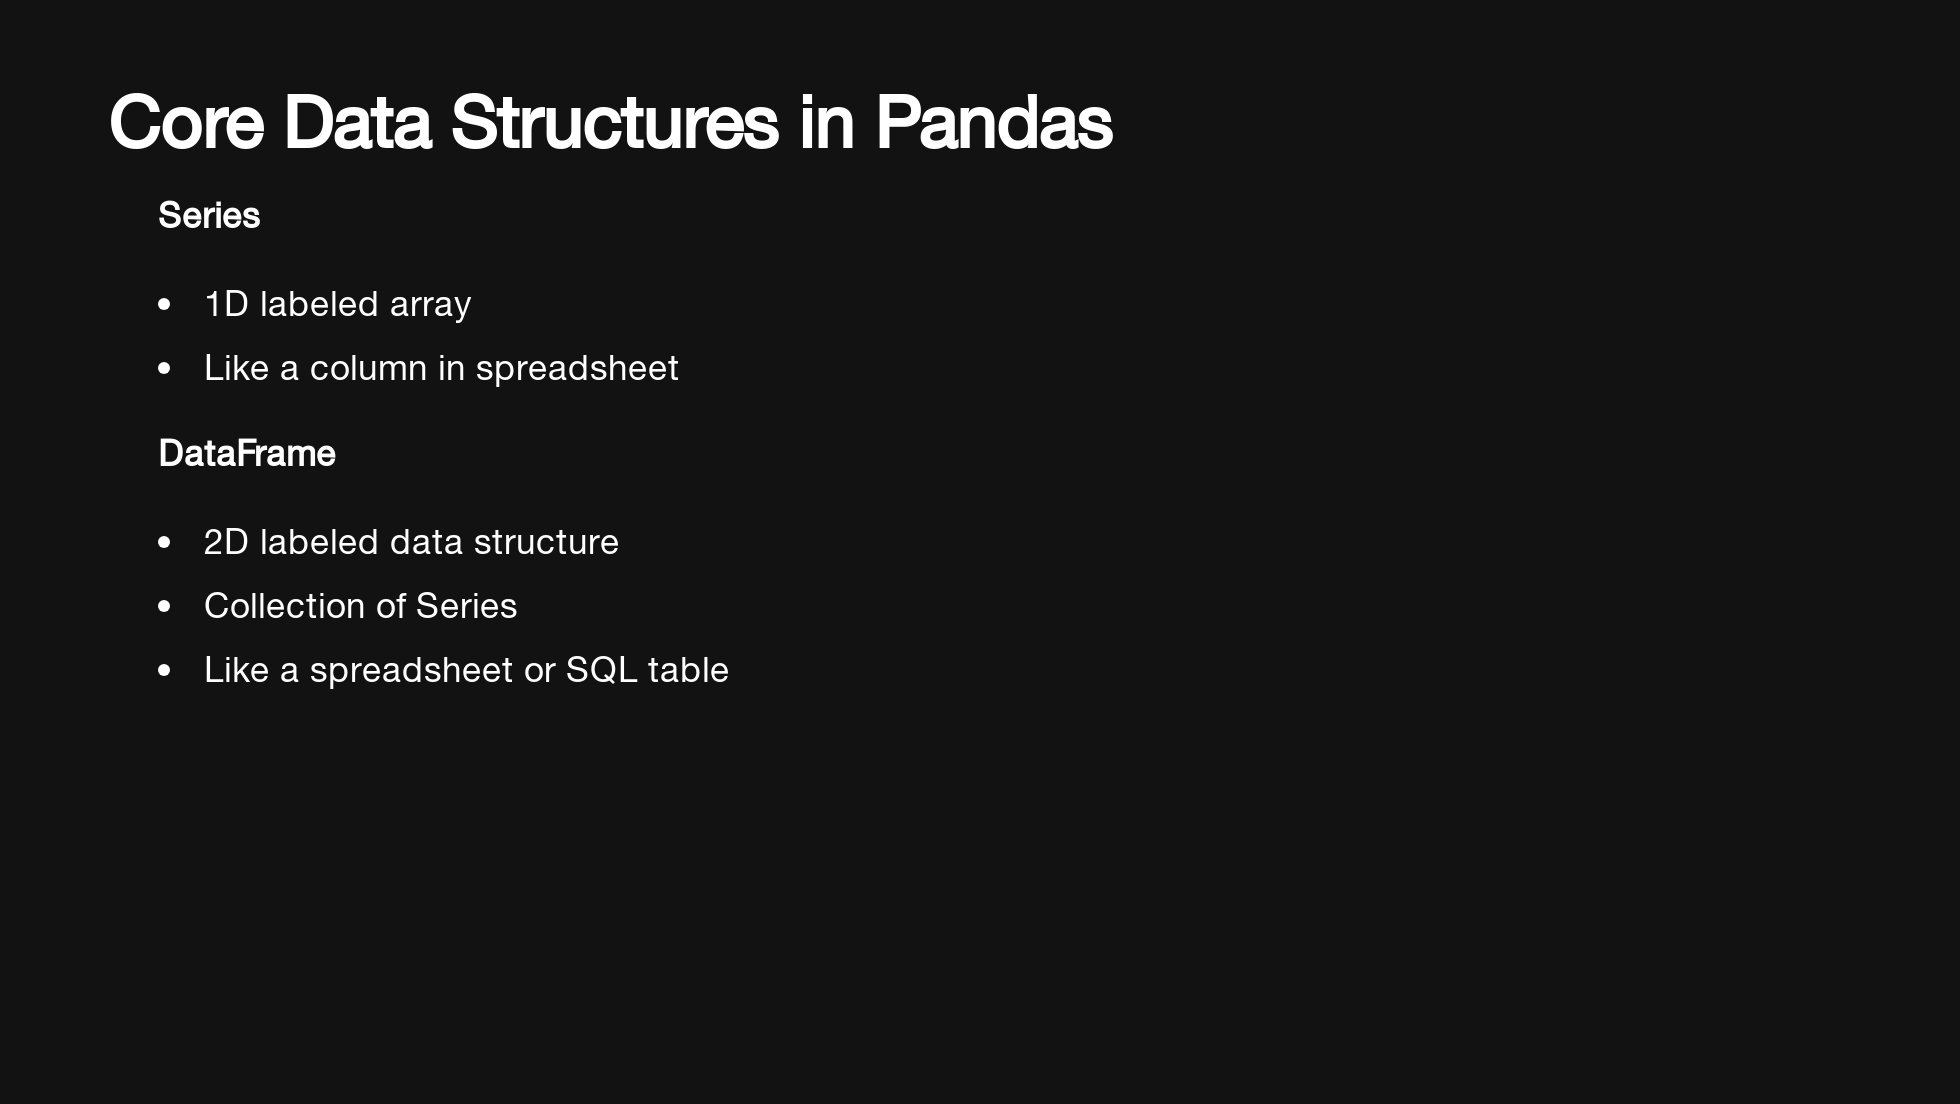 Core Data Structures in Pandas
Series
• 1D labeled array
• Like a column in spreadsheet
DataFrame
• 2D labeled data structure
• Collection of Series
• Like a spreadsheet or SQL table